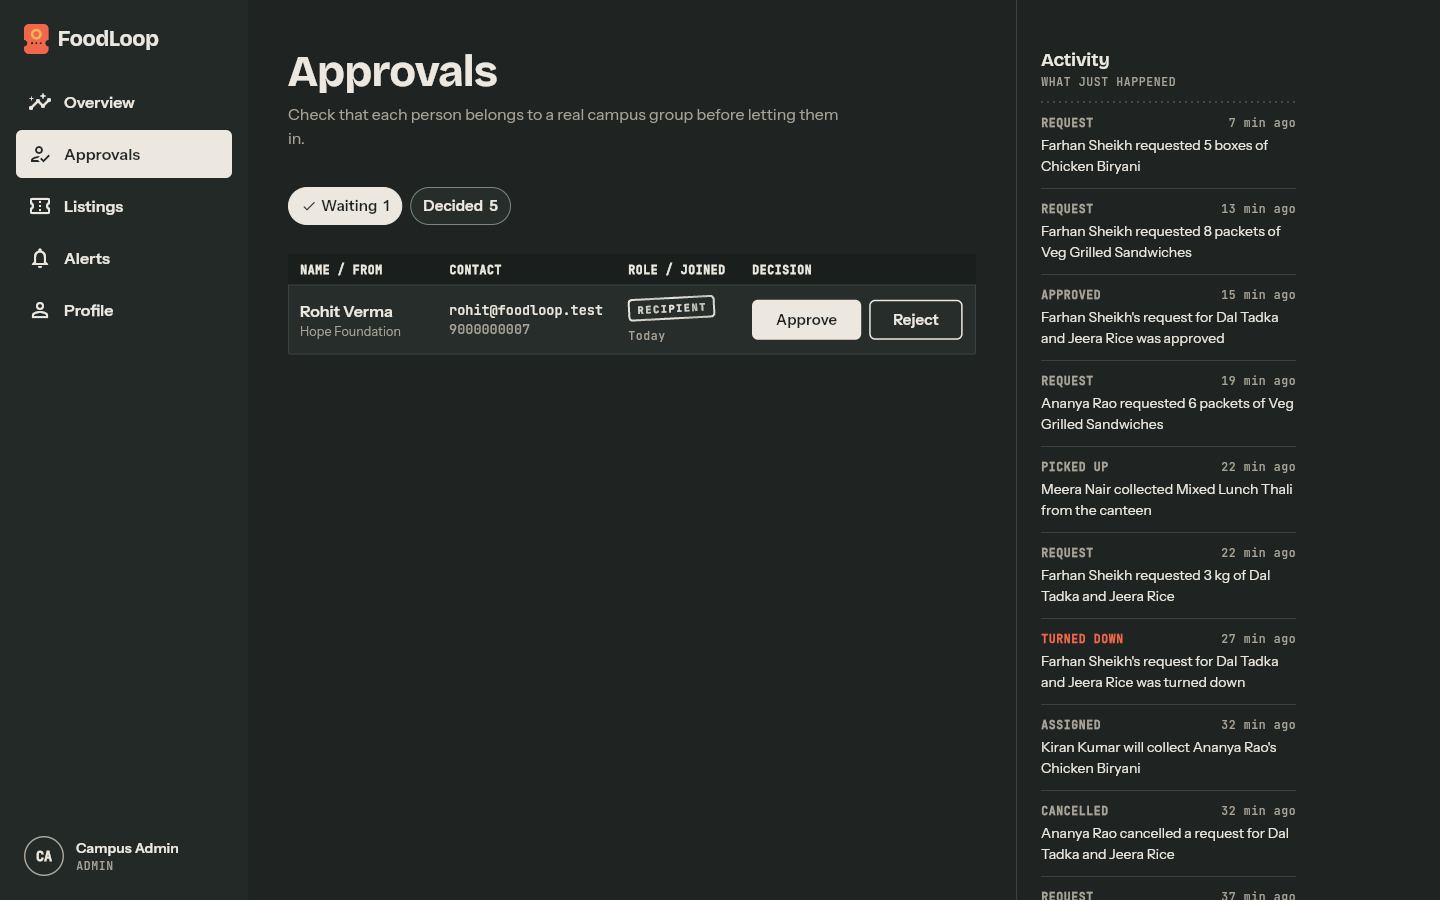 FoodLoop
Overview
Approvals
Listings
Alerts
Profile
CA
Campus Admin
ADMIN
Approvals
Check that each person belongs to a real campus group before letting them
in.
Waiting 1
Decided 5
NAME / FROM CONTACT ROLE / JOINED DECISION
Rohit Verma
Hope Foundation
rohit@foodloop.test
9000000007
RECIPIENT
Today
Approve
Reject
Activity
WHAT JUST HAPPENED
REQUEST 7 min ago
Farhan Sheikh requested 5 boxes of
Chicken Biryani
REQUEST 13 min ago
Farhan Sheikh requested 8 packets of
Veg Grilled Sandwiches
APPROVED 15 min ago
Farhan Sheikh's request for Dal Tadka
and Jeera Rice was approved
REQUEST 19 min ago
Ananya Rao requested 6 packets of Veg
Grilled Sandwiches
PICKED UP 22 min ago
Meera Nair collected Mixed Lunch Thali
from the canteen
REQUEST 22 min ago
Farhan Sheikh requested 3 kg of Dal
Tadka and Jeera Rice
TURNED DOWN 27 min ago
Farhan Sheikh's request for Dal Tadka
and Jeera Rice was turned down
ASSIGNED 32 min ago
Kiran Kumar will collect Ananya Rao's
Chicken Biryani
CANCELLED 32 min ago
Ananya Rao cancelled a request for Dal
Tadka and Jeera Rice
REQUEST 37 min ago